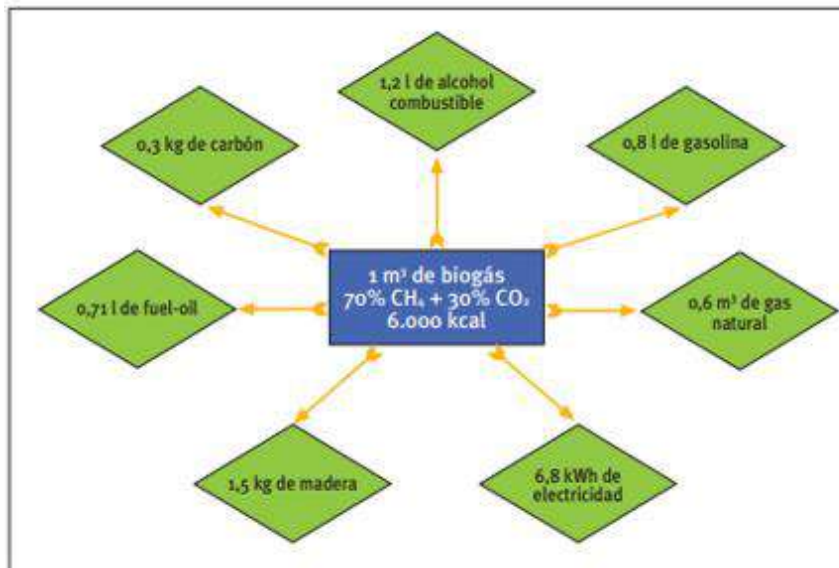 1,2 l de alcohol
combustible
0,3 kg de carbón
0,8 l de gasolina
1 m³ de biogás
70% CH₄ + 30% CO₂
6.000 kcal
0,71 l de fuel-oil
0,6 m³ de gas
natural
1,5 kg de madera
6,8 kWh de
electricidad